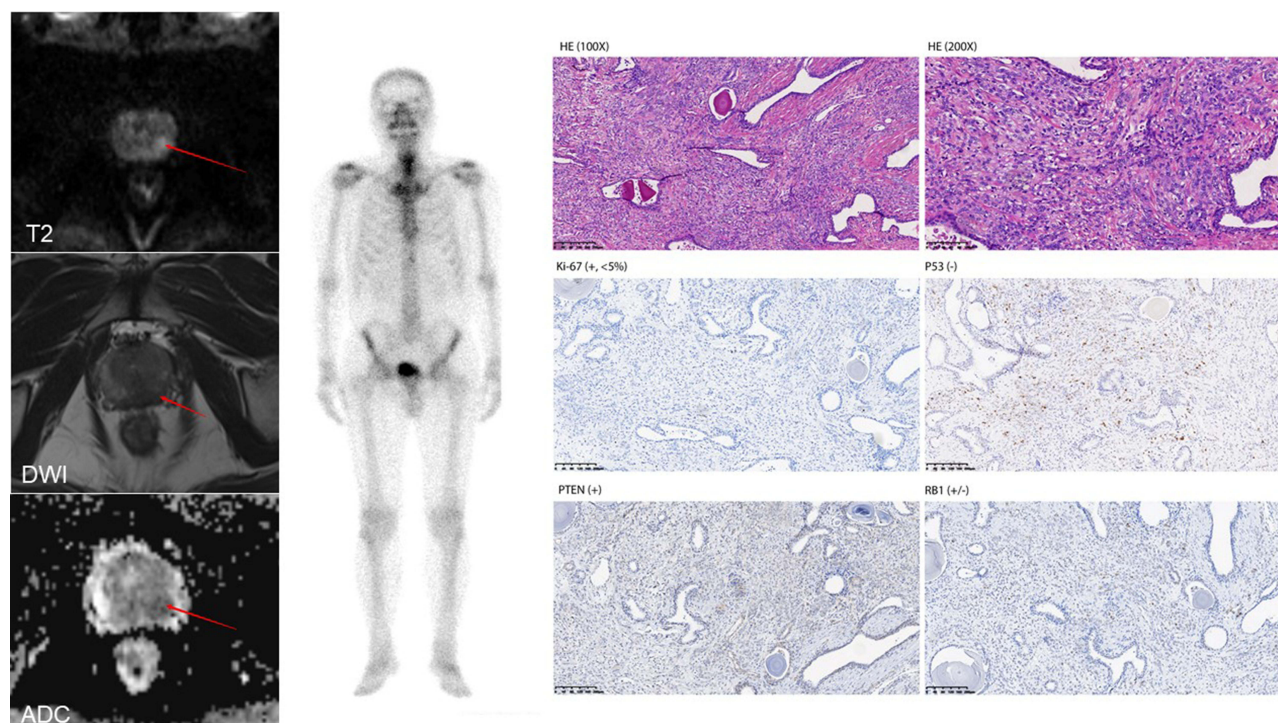 T2
DWI
ADC
HE (100X)
HE (200X)
Ki-67 (+, <5%)
P53 (-)
PTEN (+)
RB1 (+/-)